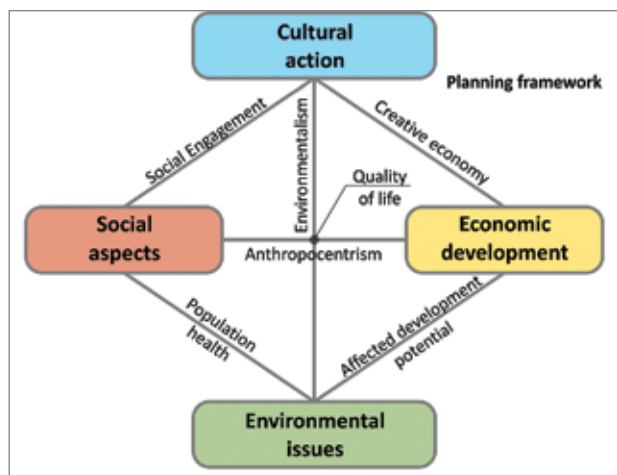 Cultural
action
Planning framework
Social Engagement
Environmentalism
Creative economy
Quality
of life
Social
aspects
Economic
development
Anthropocentrism
Population
health
Affected development
potential
Environmental
issues